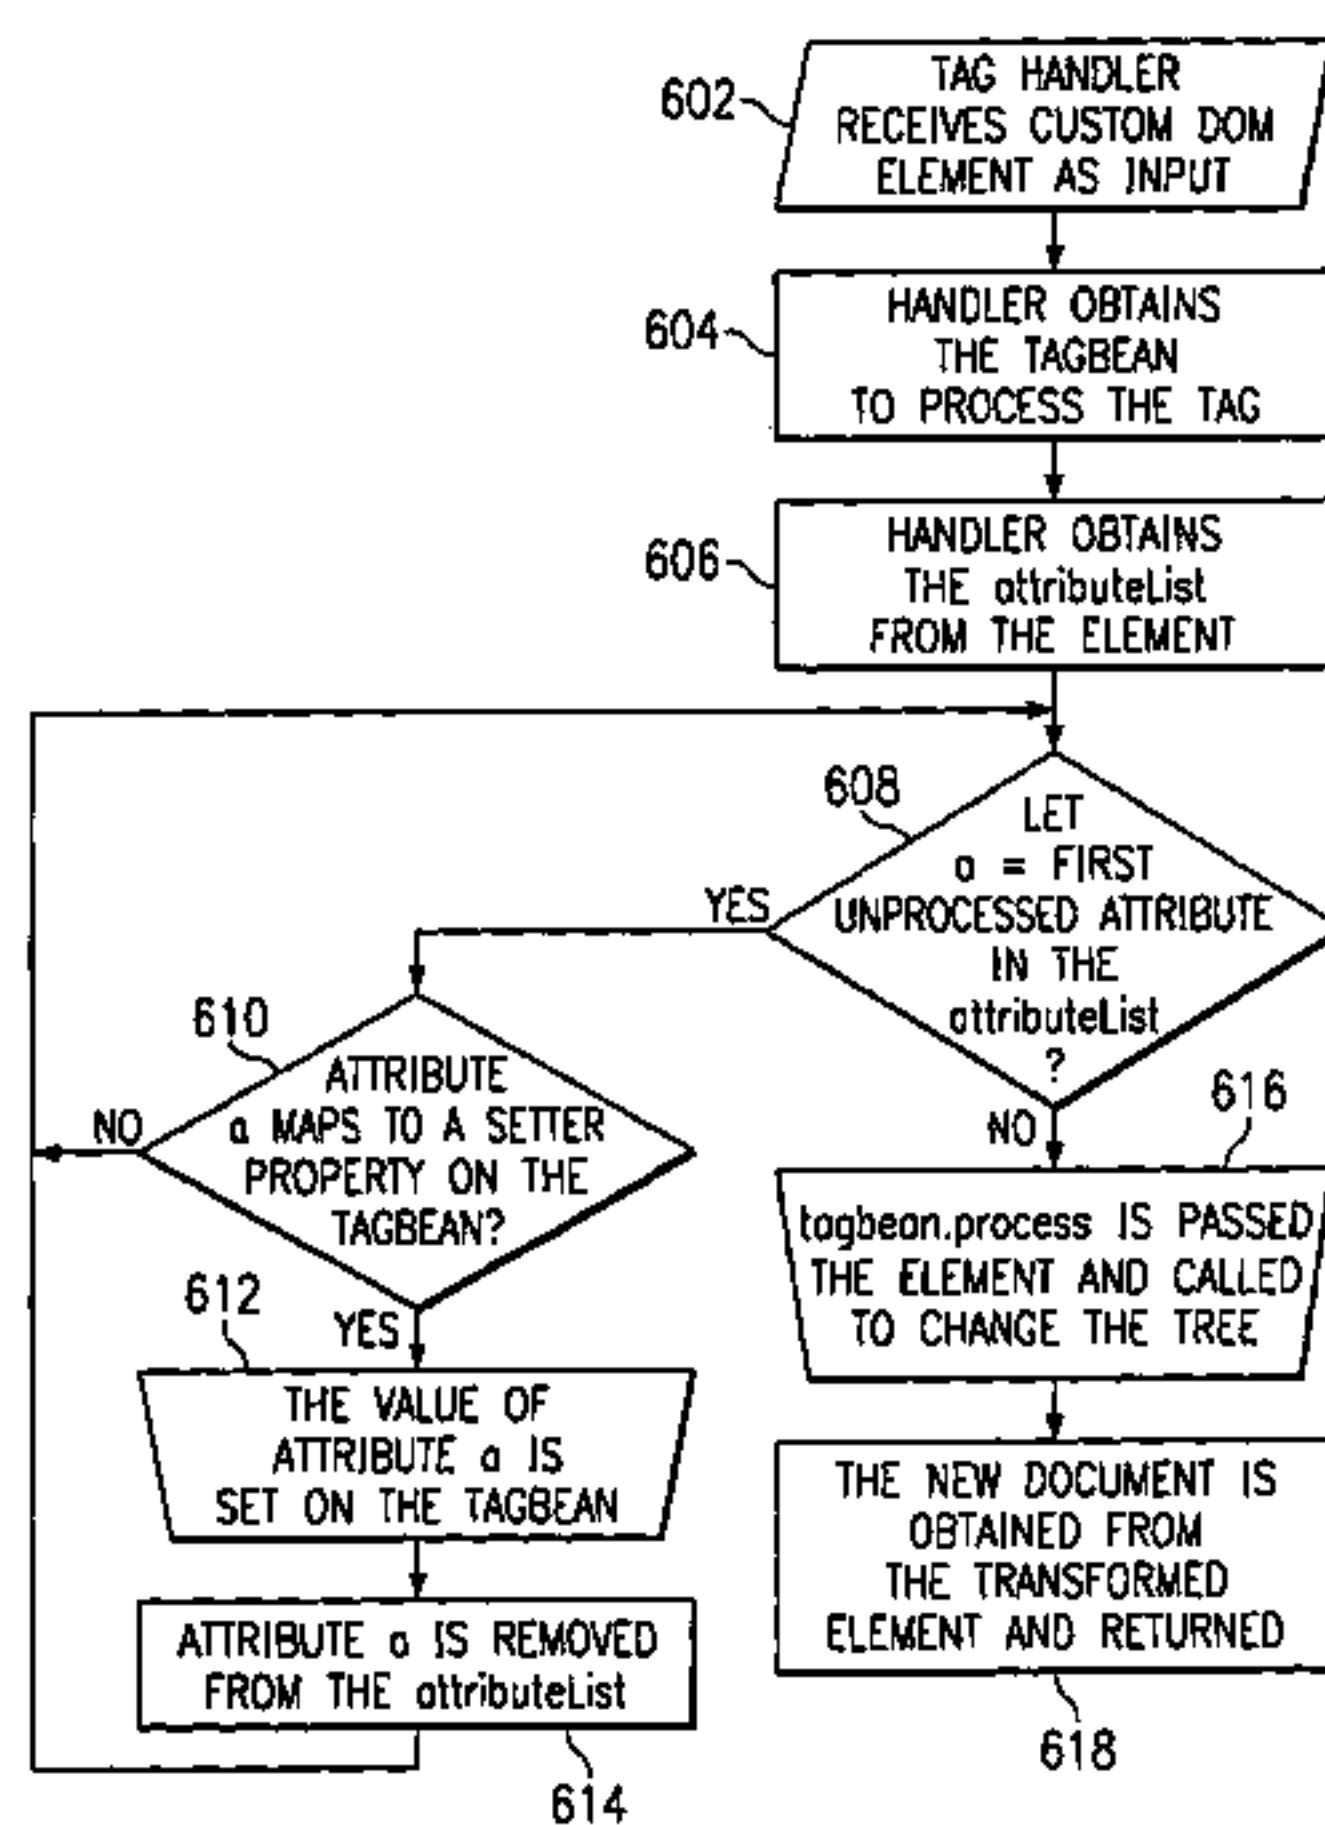 602
TAG HANDLER
RECEIVES CUSTOM DOM
ELEMENT AS INPUT
604
HANDLER OBTAINS
THE TAGBEAN
TO PROCESS THE TAG
606
HANDLER OBTAINS
THE attributeList
FROM THE ELEMENT
608
LET
a = FIRST
UNPROCESSED ATTRIBUTE
IN THE
attributeList
?
YES
NO
610
ATTRIBUTE
a MAPS TO A SETTER
PROPERTY ON THE
TAGBEAN?
NO
YES
612
THE VALUE OF
ATTRIBUTE a IS
SET ON THE TAGBEAN
ATTRIBUTE a IS REMOVED
FROM THE attributeList
614
616
tagbean.process IS PASSED
THE ELEMENT AND CALLED
TO CHANGE THE TREE
THE NEW DOCUMENT IS
OBTAINED FROM
THE TRANSFORMED
ELEMENT AND RETURNED
618